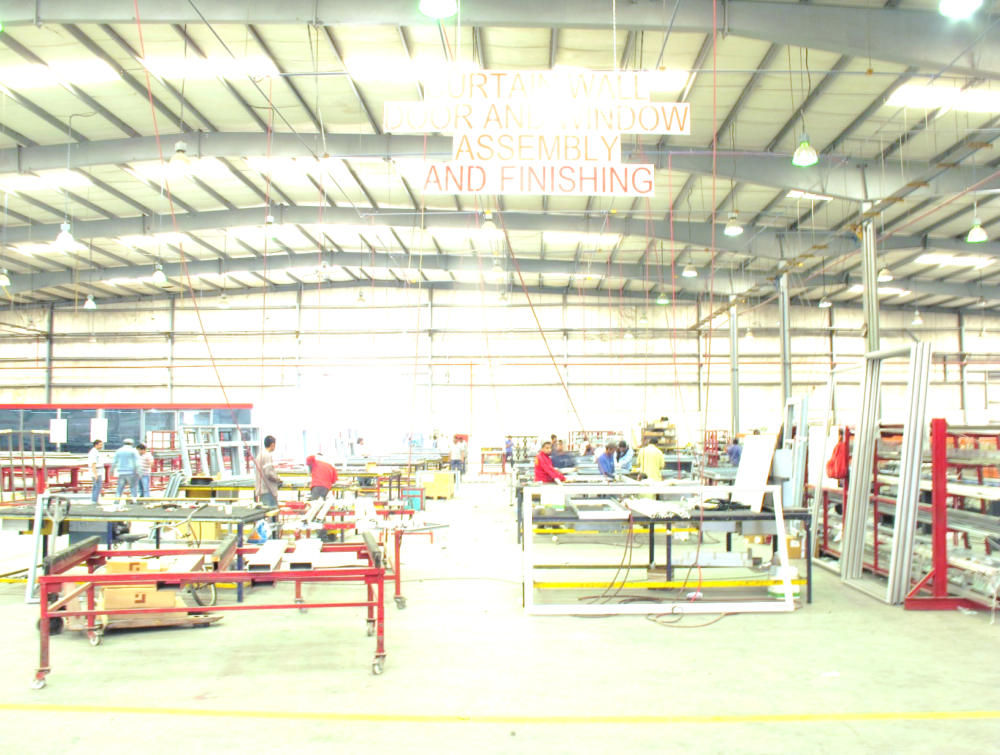 CURTAIN WALL
DOOR AND WINDOW
ASSEMBLY
AND FINISHING